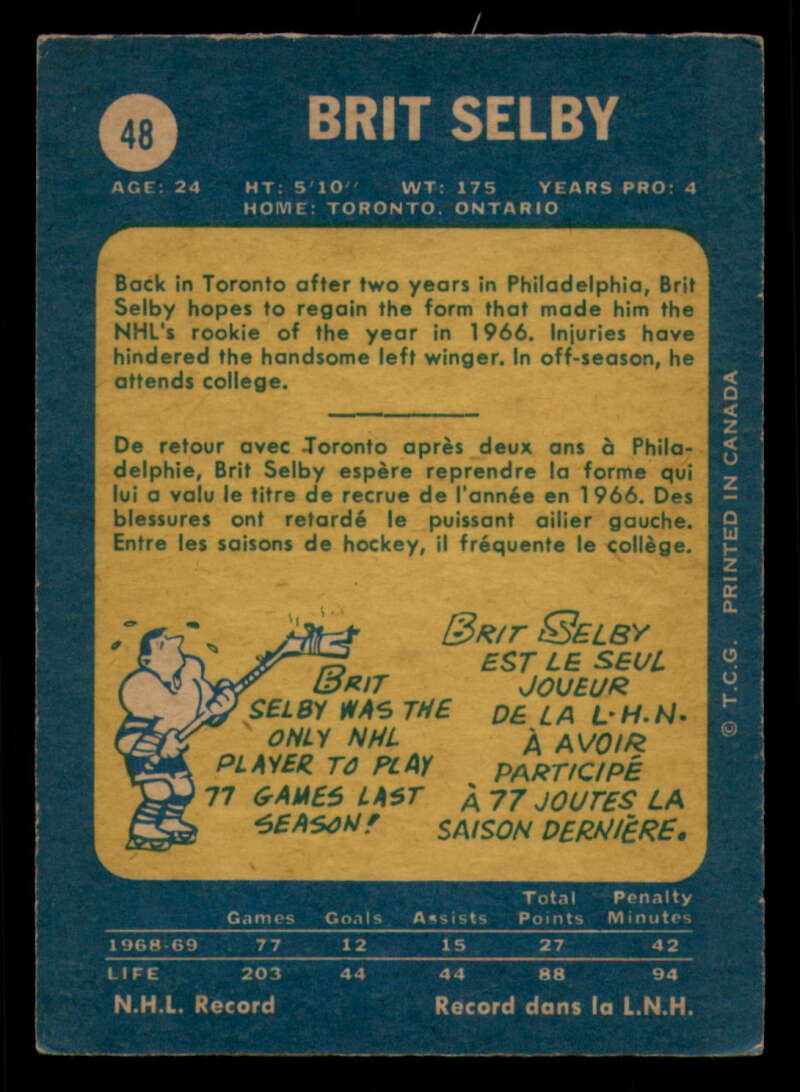 48
BRIT SELBY
AGE: 24 HT: 5'10'' WT: 175 YEARS PRO: 4
HOME: TORONTO, ONTARIO
Back in Toronto after two years in Philadelphia, Brit
Selby hopes to regain the form that made him the
NHL's rookie of the year in 1966. Injuries have
hindered the handsome left winger. In off-season, he
attends college.
De retour avec Toronto après deux ans à Phila-
delphie, Brit Selby espère reprendre la forme qui
lui a valu le titre de recrue de l'année en 1966. Des
blessures ont retardé le puissant ailier gauche.
Entre les saisons de hockey, il fréquente le collège.
BRIT
SELBY WAS THE
ONLY NHL
PLAYER TO PLAY
77 GAMES LAST
SEASON!
BRIT SELBY
EST LE SEUL
JOUEUR
DE LA L.H.N.
À AVOIR
PARTICIPÉ
À 77 JOUTES LA
SAISON DERNIÈRE.
© T.C.G. PRINTED IN CANADA
Games Goals Assists Total Points Penalty Minutes
1968-69 77 12 15 27 42
LIFE 203 44 44 88 94
N.H.L. Record Record dans la L.N.H.